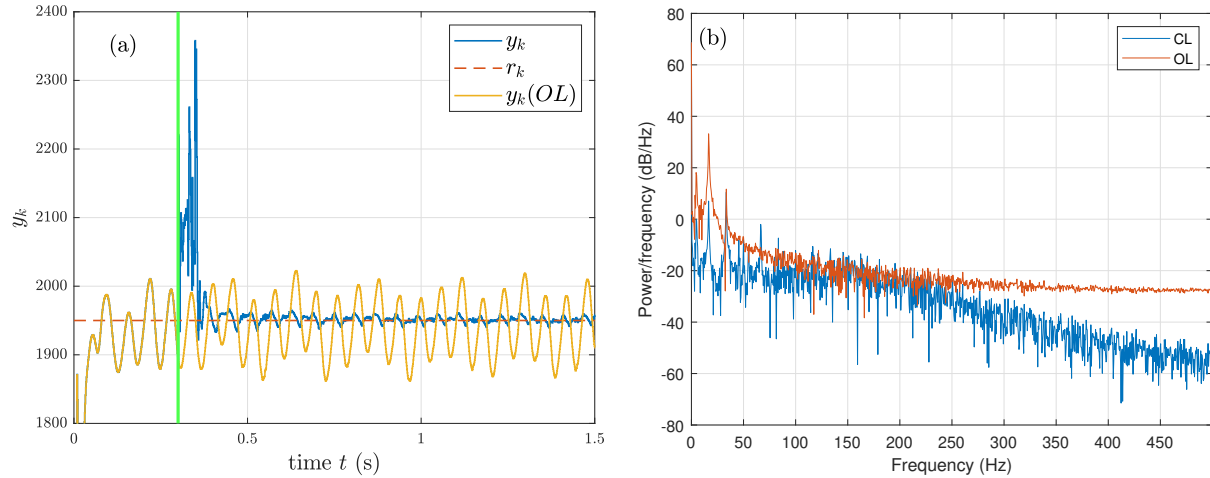 (a)
y_k
r_k
y_k(OL)
2400
2300
2200
2100
2000
1900
1800
y_k
0
0.5
1
1.5
time t (s)
(b)
CL
OL
80
60
40
20
0
-20
-40
-60
-80
Power/frequency (dB/Hz)
0
50
100
150
200
250
300
350
400
450
Frequency (Hz)